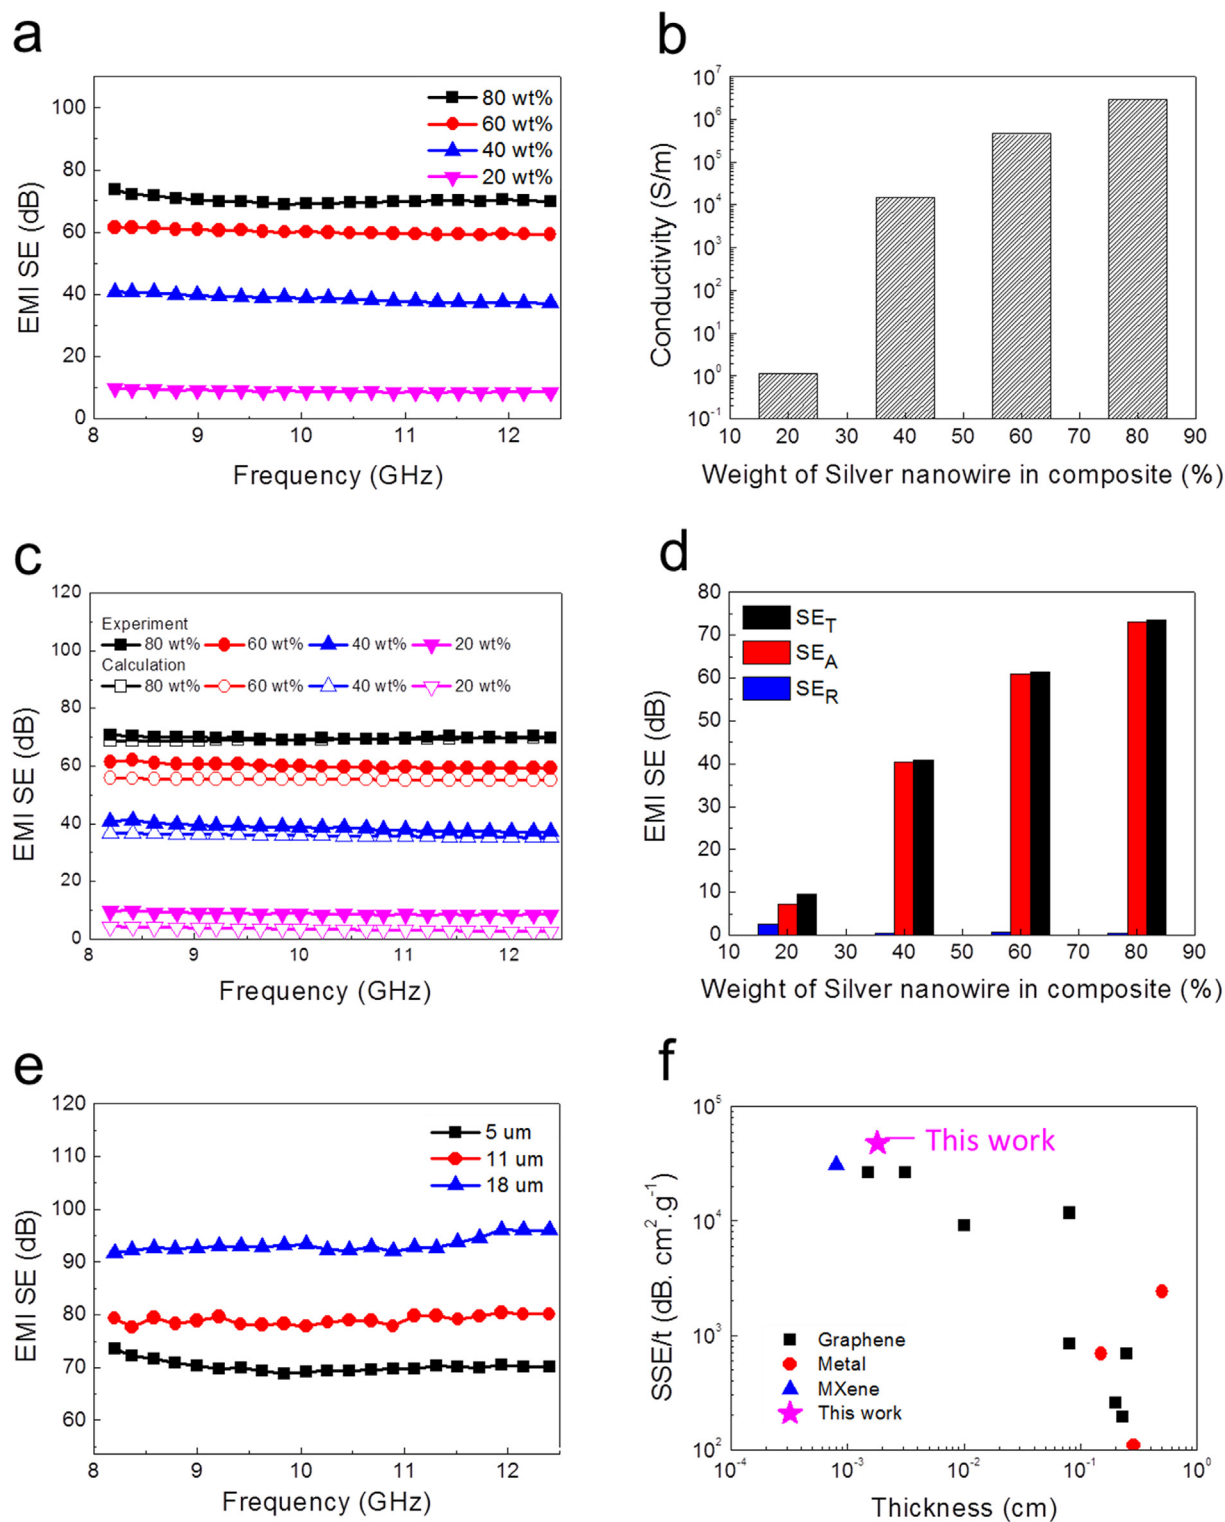 a
EMI SE (dB)
100
80
60
40
20
0
80 wt%
60 wt%
40 wt%
20 wt%
8 9 10 11 12
Frequency (GHz)
b
Conductivity (S/m)
10^7
10^6
10^5
10^4
10^3
10^2
10^1
10^0
10^-1
10 20 30 40 50 60 70 80 90
Weight of Silver nanowire in composite (%)
c
EMI SE (dB)
120
100
80
60
40
20
0
Experiment
80 wt% 60 wt% 40 wt% 20 wt%
Calculation
80 wt% 60 wt% 40 wt% 20 wt%
8 9 10 11 12
Frequency (GHz)
d
EMI SE (dB)
80
70
60
50
40
30
20
10
0
SE_T
SE_A
SE_R
10 20 30 40 50 60 70 80 90
Weight of Silver nanowire in composite (%)
e
EMI SE (dB)
120
110
100
90
80
70
60
5 um
11 um
18 um
8 9 10 11 12
Frequency (GHz)
f
SSE/t (dB. cm^2.g^-1)
10^5
10^4
10^3
10^2
This work
Graphene
Metal
MXene
This work
10^-4 10^-3 10^-2 10^-1 10^0
Thickness (cm)